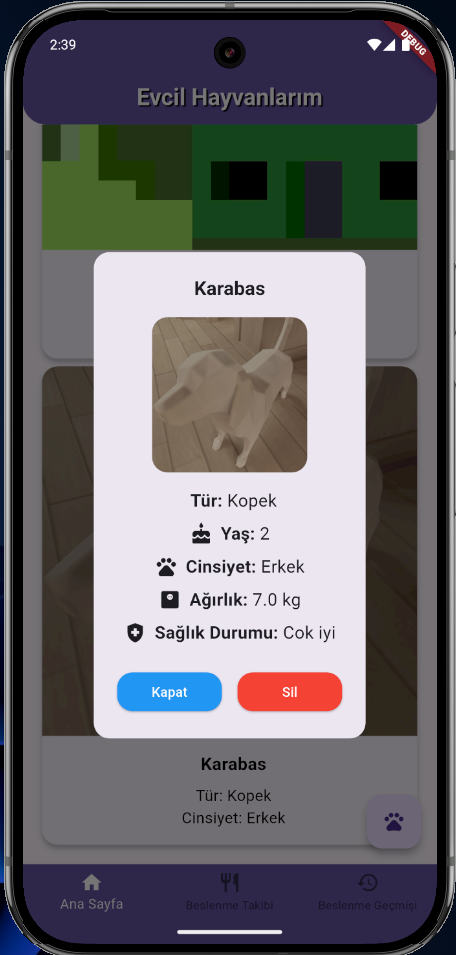 2:39
DEBUG
Evcil Hayvanlarım
Karabas
Tür: Kopek
Yaş: 2
Cinsiyet: Erkek
Ağırlık: 7.0 kg
Sağlık Durumu: Cok iyi
Kapat
Sil
Karabas
Tür: Kopek
Cinsiyet: Erkek
Ana Sayfa
Beslenme Takibi
Beslenme Geçmişi